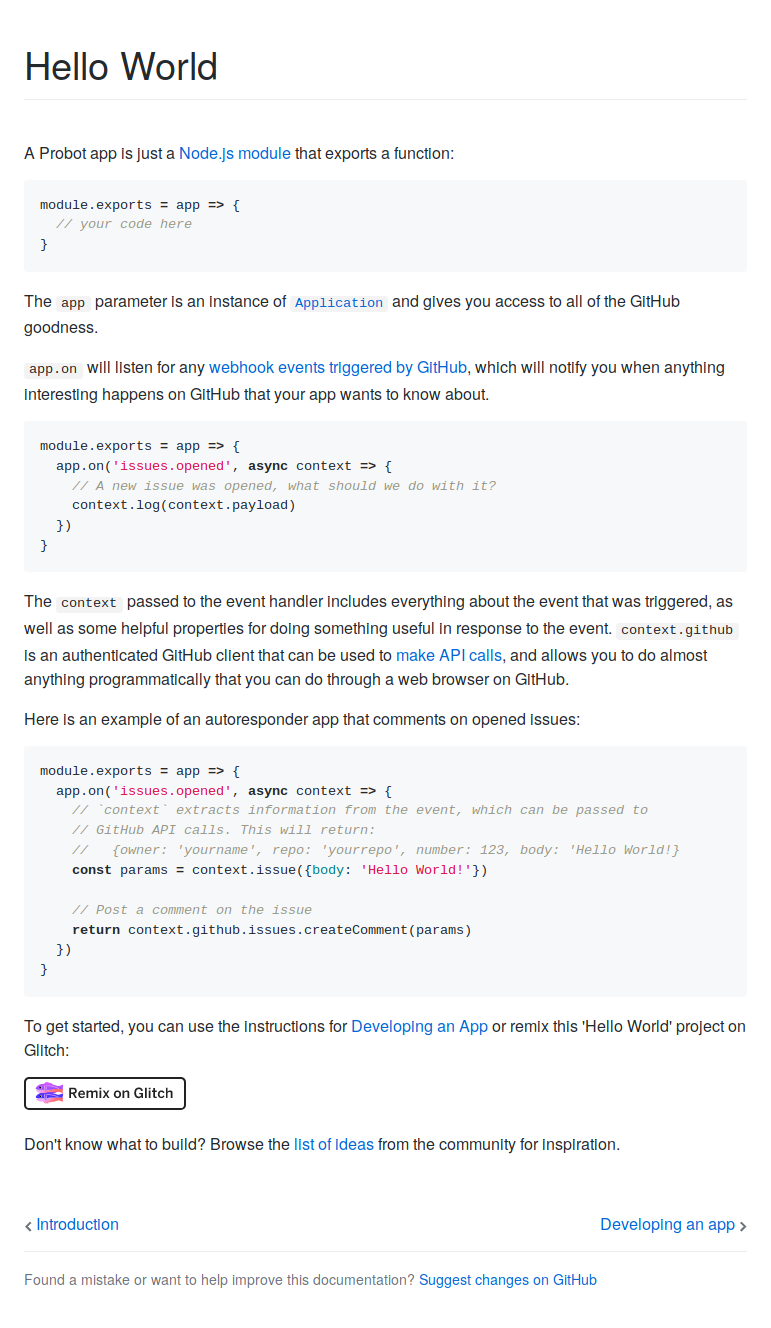 Hello World
A Probot app is just a Node.js module that exports a function:
module.exports = app => {
  // your code here
}
The app parameter is an instance of Application and gives you access to all of the GitHub
goodness.
app.on will listen for any webhook events triggered by GitHub, which will notify you when anything
interesting happens on GitHub that your app wants to know about.
module.exports = app => {
  app.on('issues.opened', async context => {
    // A new issue was opened, what should we do with it?
    context.log(context.payload)
  })
}
The context passed to the event handler includes everything about the event that was triggered, as
well as some helpful properties for doing something useful in response to the event. context.github
is an authenticated GitHub client that can be used to make API calls, and allows you to do almost
anything programmatically that you can do through a web browser on GitHub.
Here is an example of an autoresponder app that comments on opened issues:
module.exports = app => {
  app.on('issues.opened', async context => {
    // `context` extracts information from the event, which can be passed to
    // GitHub API calls. This will return:
    //   {owner: 'yourname', repo: 'yourrepo', number: 123, body: 'Hello World!}
    const params = context.issue({body: 'Hello World!'})

    // Post a comment on the issue
    return context.github.issues.createComment(params)
  })
}
To get started, you can use the instructions for Developing an App or remix this 'Hello World' project on
Glitch:
Remix on Glitch
Don't know what to build? Browse the list of ideas from the community for inspiration.
Introduction
Developing an app
Found a mistake or want to help improve this documentation? Suggest changes on GitHub